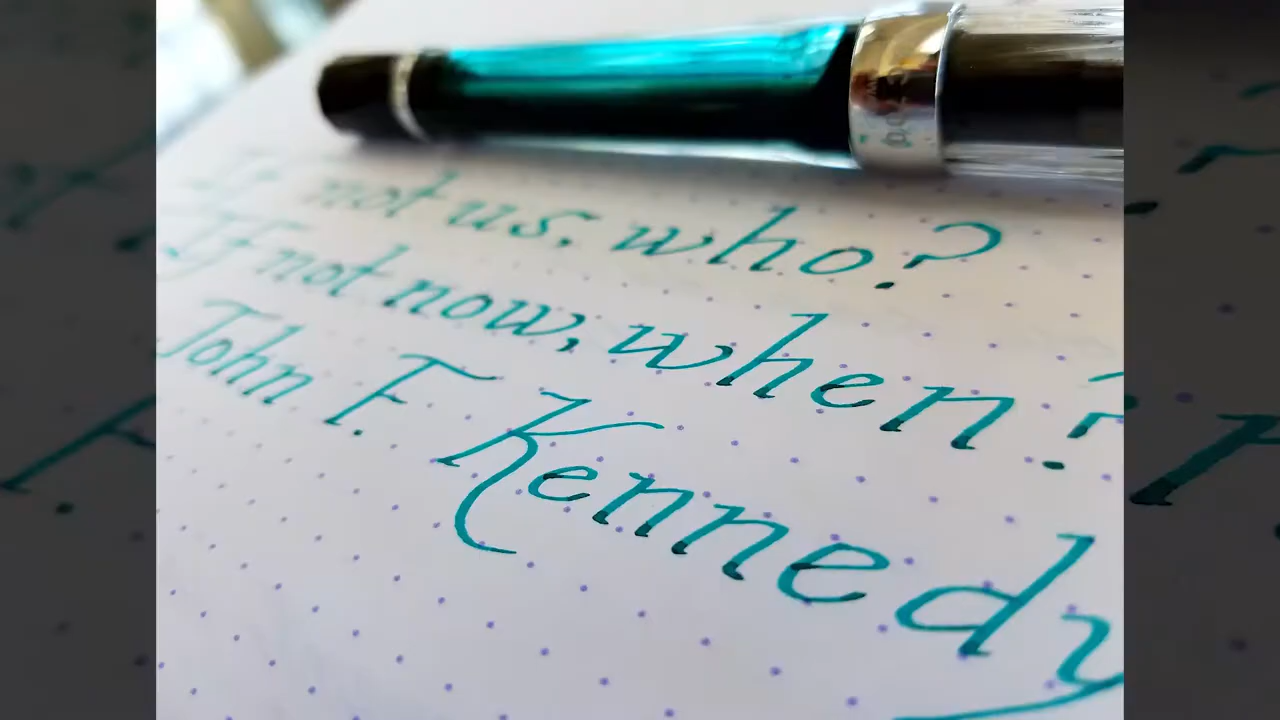 If not us, who?
If not now, when?
John F. Kennedy